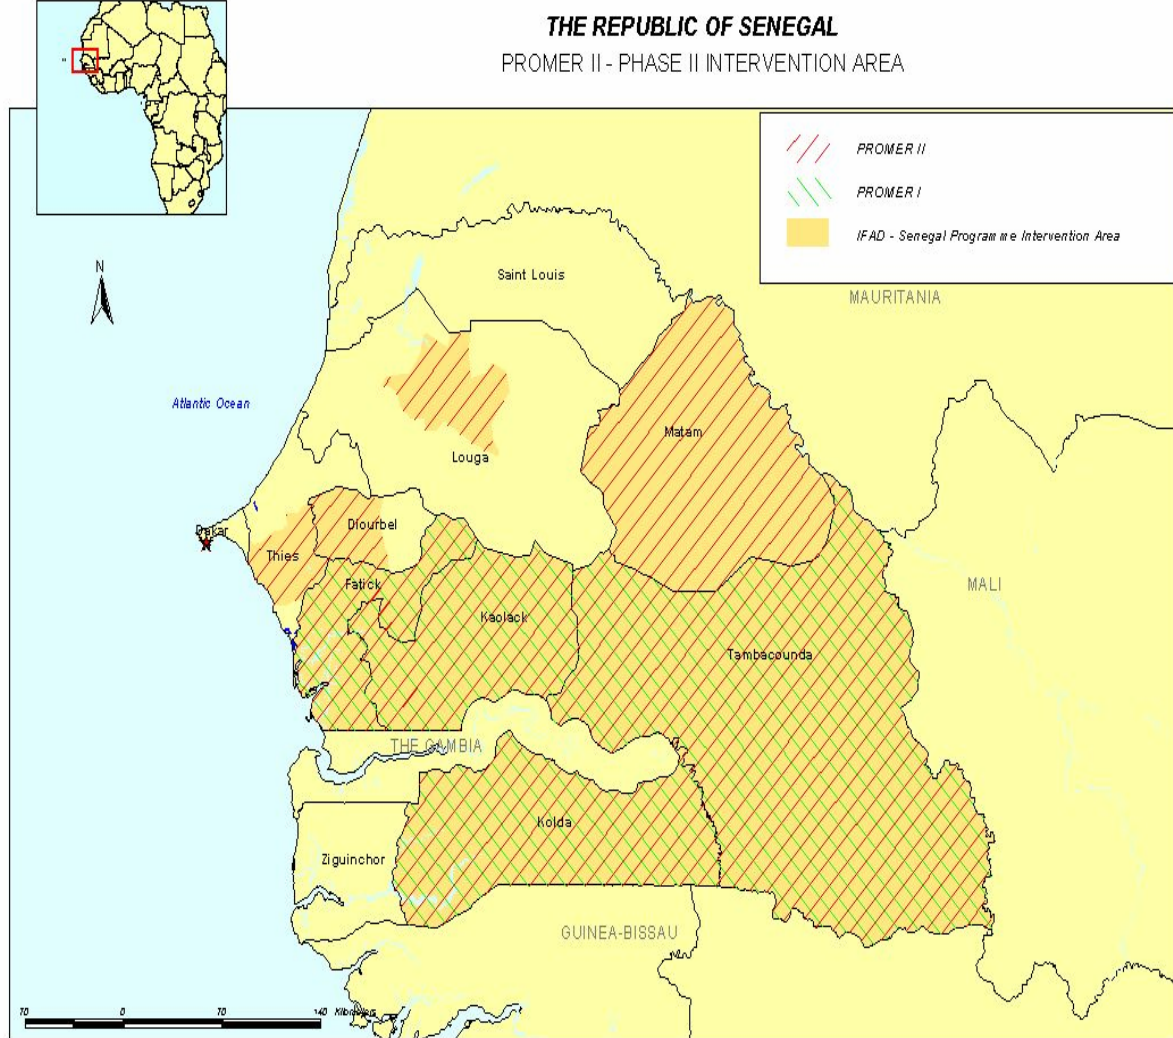 THE REPUBLIC OF SENEGAL
PROMER II - PHASE II INTERVENTION AREA
PROMER II
PROMER I
IFAD - Senegal Programme Intervention Area
N
Saint Louis
MAURITANIA
Atlantic Ocean
Matam
Louga
Dakar
Diourbel
Thies
Fatick
MALI
Kaolack
Tambacounda
THE GAMBIA
Kolda
Ziguinchor
GUINEA-BISSAU
70 0 70 140 Kilometers